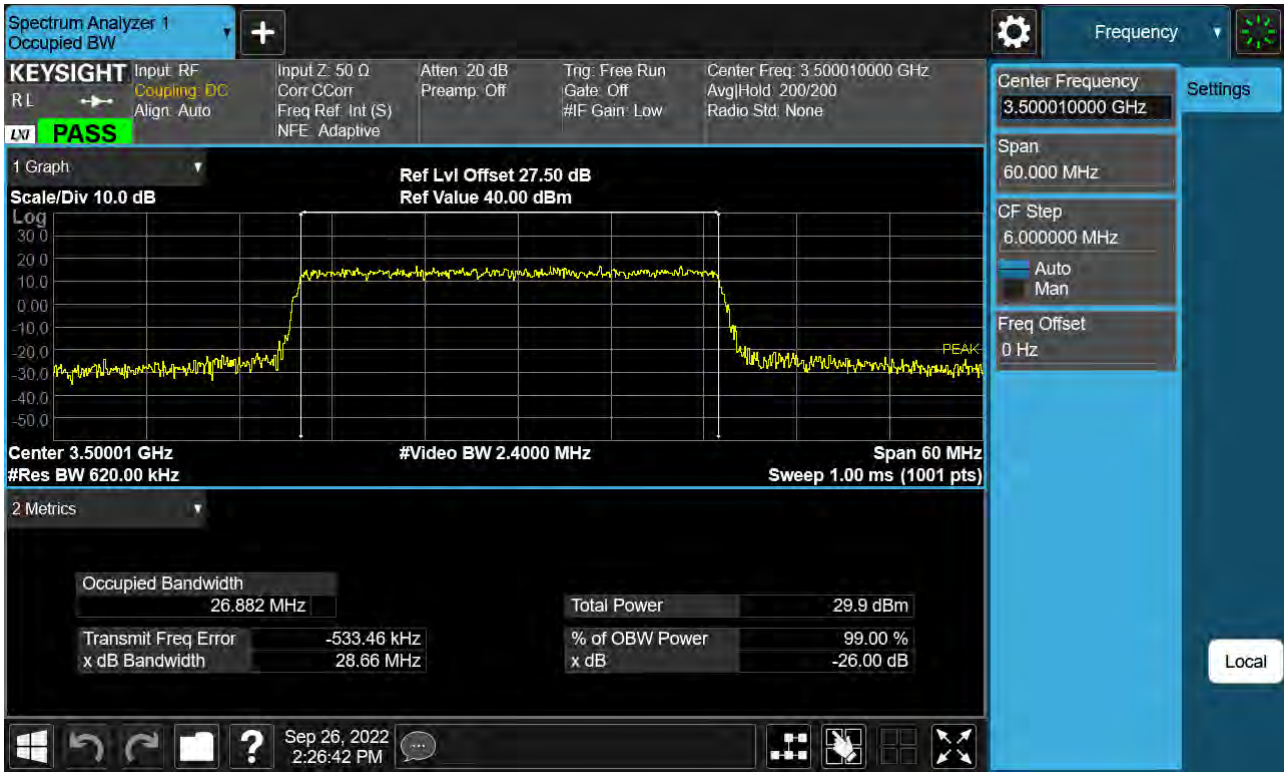 Spectrum Analyzer 1
Occupied BW
+
Frequency
KEYSIGHT
RL
LXI
PASS
Input: RF
Coupling: DC
Align: Auto
Input Z: 50 Ω
Corr CCorr
Freq Ref: Int (S)
NFE: Adaptive
Atten: 20 dB
Preamp: Off
Trig: Free Run
Gate: Off
#IF Gain: Low
Center Freq: 3.500010000 GHz
Avg|Hold: 200/200
Radio Std: None
Center Frequency
3.500010000 GHz
Settings
Span
60.000 MHz
CF Step
6.000000 MHz
Auto
Man
Freq Offset
0 Hz
Local
1 Graph
Scale/Div 10.0 dB
Ref Lvl Offset 27.50 dB
Ref Value 40.00 dBm
Log
30.0
20.0
10.0
0.00
-10.0
-20.0
-30.0
-40.0
-50.0
PEAK
Center 3.50001 GHz
#Video BW 2.4000 MHz
Span 60 MHz
#Res BW 620.00 kHz
Sweep 1.00 ms (1001 pts)
2 Metrics
Occupied Bandwidth
26.882 MHz
Total Power 29.9 dBm
Transmit Freq Error -533.46 kHz
% of OBW Power 99.00 %
x dB Bandwidth 28.66 MHz
x dB -26.00 dB
?
Sep 26, 2022
2:26:42 PM